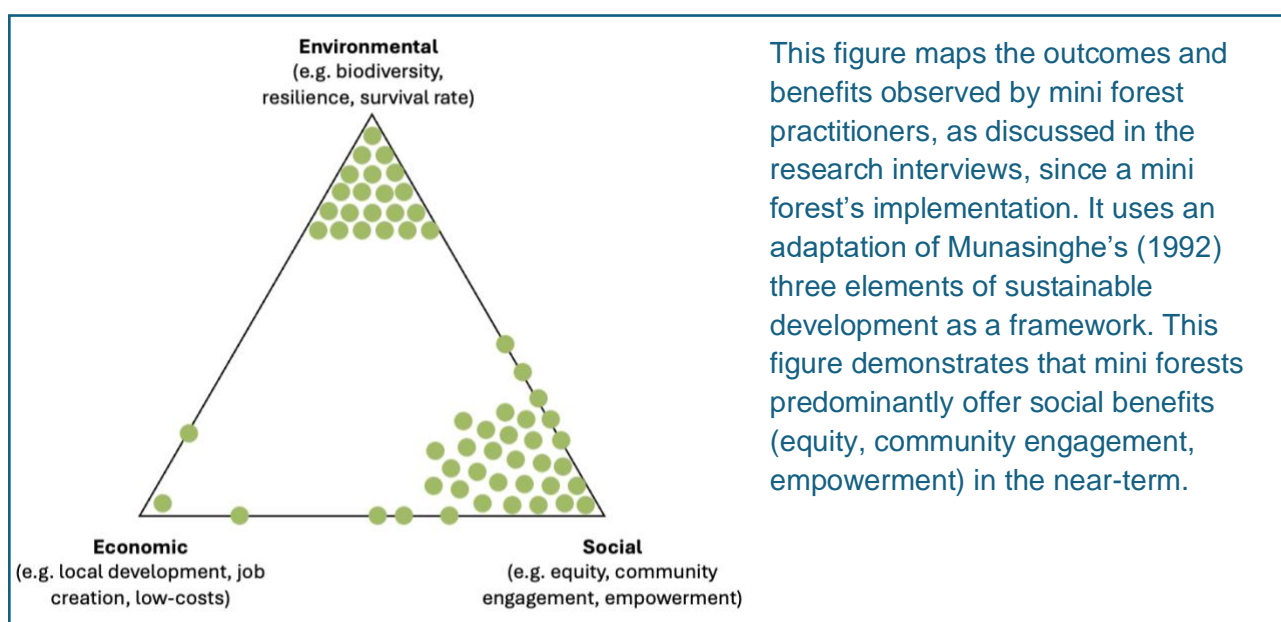 Environmental
(e.g. biodiversity,
resilience, survival rate)
Economic
(e.g. local development, job
creation, low-costs)
Social
(e.g. equity, community
engagement, empowerment)
This figure maps the outcomes and
benefits observed by mini forest
practitioners, as discussed in the
research interviews, since a mini
forest’s implementation. It uses an
adaptation of Munasinghe’s (1992)
three elements of sustainable
development as a framework. This
figure demonstrates that mini forests
predominantly offer social benefits
(equity, community engagement,
empowerment) in the near-term.